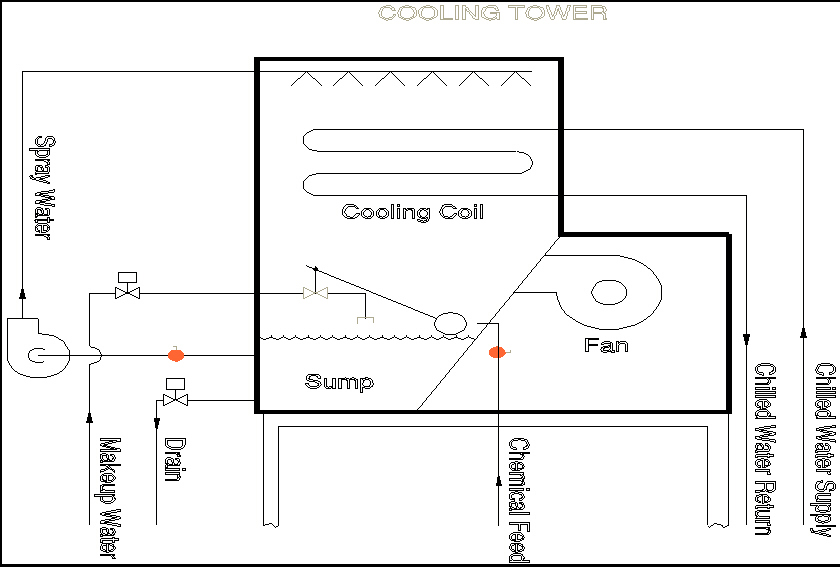 COOLING TOWER
Spray Water
Cooling Coil
Fan
Sump
Makeup Water
Drain
Chemical Feed
Chilled Water Return
Chilled Water Supply